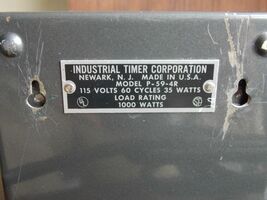 INDUSTRIAL TIMER CORPORATION
NEWARK, N. J. MADE IN U.S.A.
MODEL P-59-4R
115 VOLTS 60 CYCLES 35 WATTS
LOAD RATING
1000 WATTS